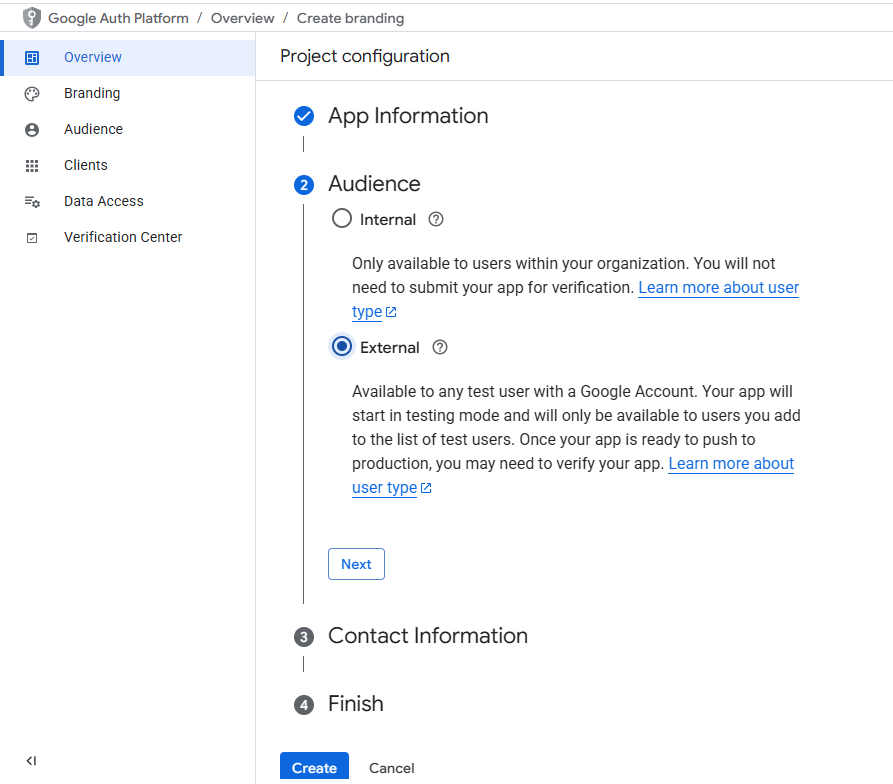 Google Auth Platform / Overview / Create branding
Overview
Branding
Audience
Clients
Data Access
Verification Center
Project configuration
App Information
2 Audience
Internal
Only available to users within your organization. You will not
need to submit your app for verification. Learn more about user
type
External
Available to any test user with a Google Account. Your app will
start in testing mode and will only be available to users you add
to the list of test users. Once your app is ready to push to
production, you may need to verify your app. Learn more about
user type
Next
3 Contact Information
4 Finish
Create Cancel